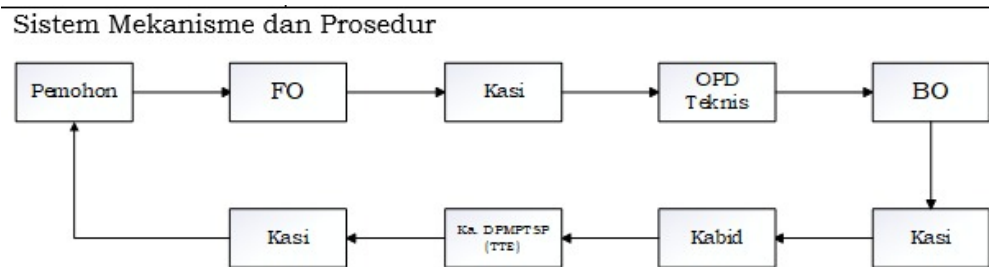 Sistem Mekanisme dan Prosedur
Pemohon
FO
Kasi
OPD
Teknis
BO
Kasi
Ka. DPMPTSP
(TTE)
Kabid
Kasi